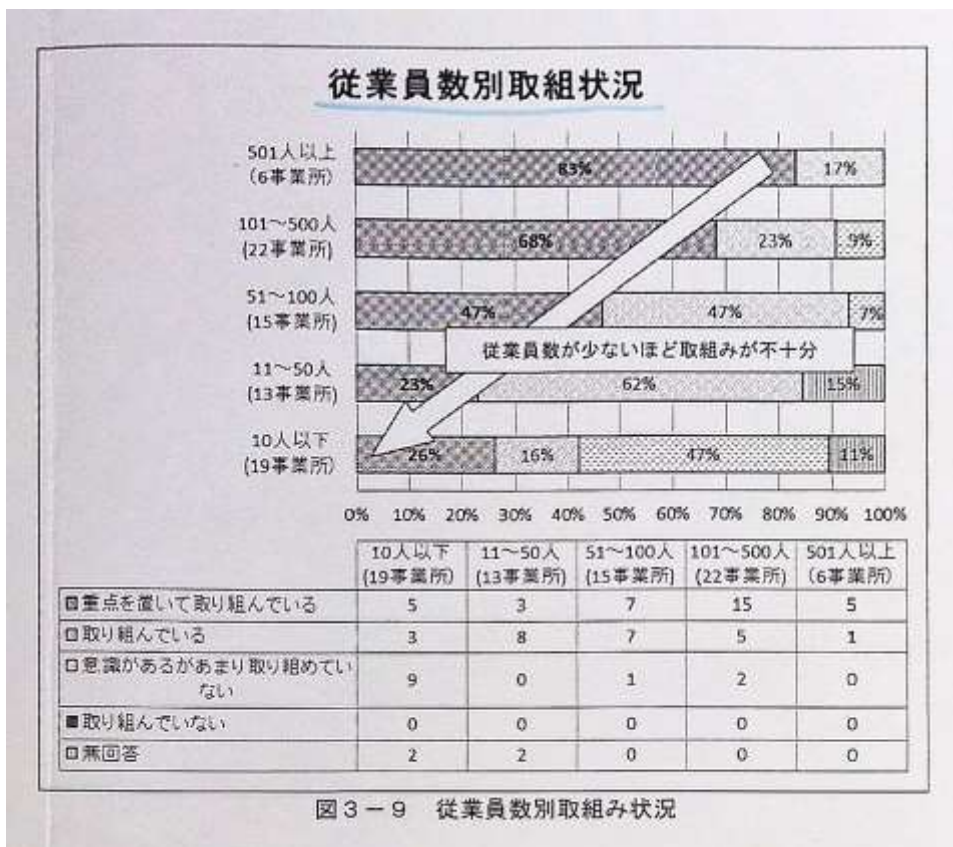 従業員数別取組状況
501人以上
(6事業所)
83%
17%
101～500人
(22事業所)
68%
23%
9%
51～100人
(15事業所)
47%
47%
7%
従業員数が少ないほど取組みが不十分
11～50人
(13事業所)
23%
62%
15%
10人以下
(19事業所)
26%
16%
47%
11%
0% 10% 20% 30% 40% 50% 60% 70% 80% 90% 100%
10人以下 11～50人 51～100人 101～500人 501人以上
(19事業所) (13事業所) (15事業所) (22事業所) (6事業所)
重点を置いて取り組んでいる 5 3 7 15 5
取り組んでいる 3 8 7 5 1
意識があるがあまり取り組めてい
ない 9 0 1 2 0
取り組んでいない 0 0 0 0 0
無回答 2 2 0 0 0
図3－9 従業員数別取組み状況